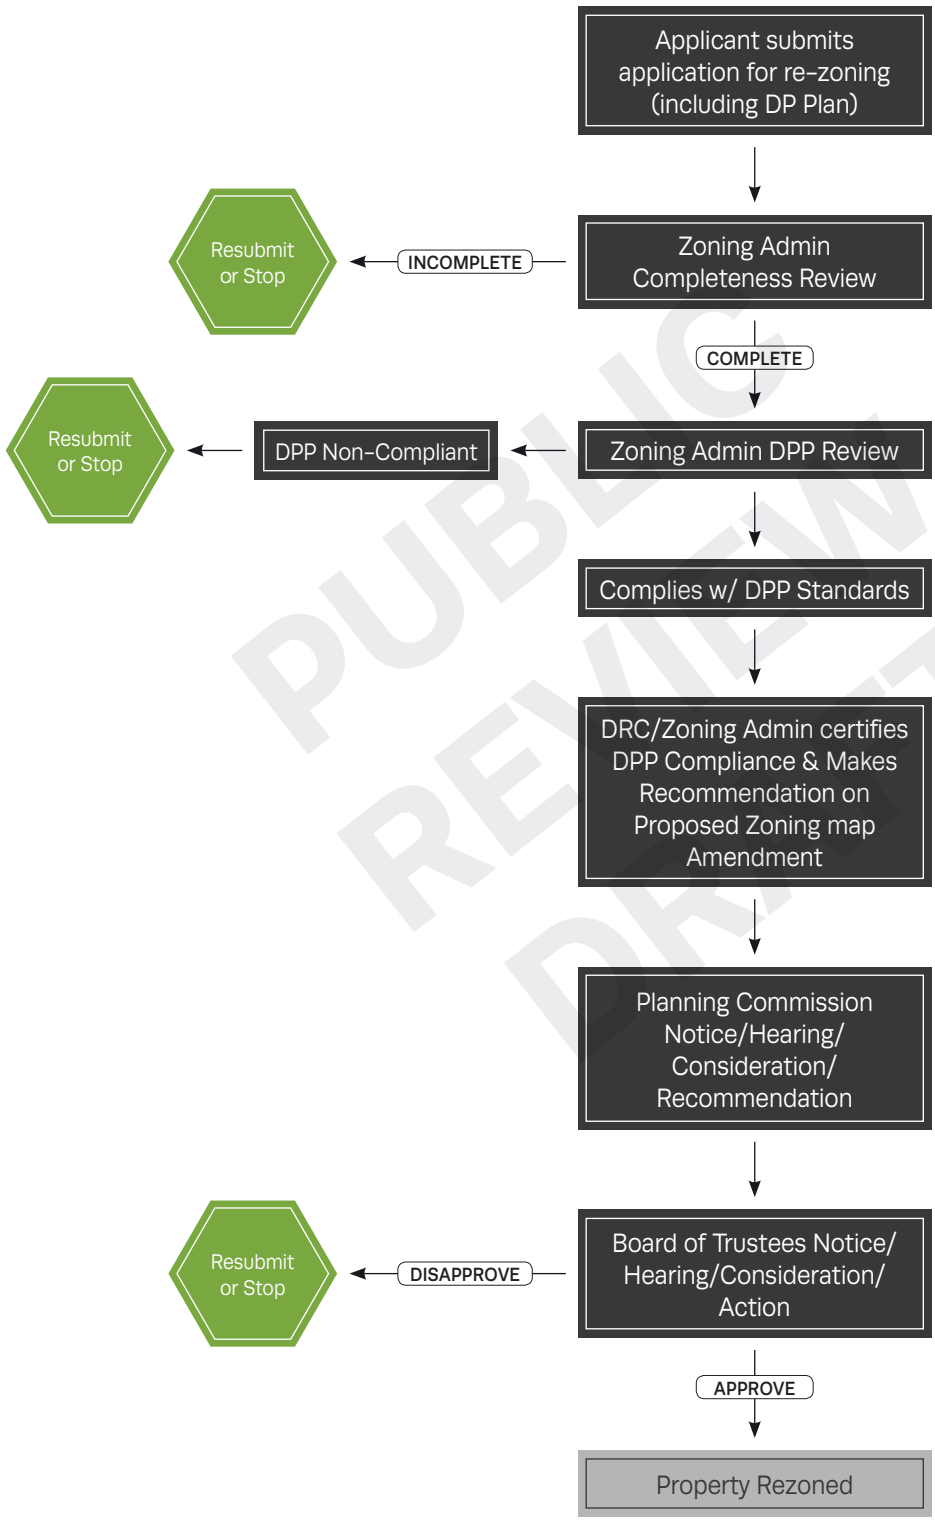 Applicant submits
application for re-zoning
(including DP Plan)
Resubmit
or Stop
INCOMPLETE
Zoning Admin
Completeness Review
COMPLETE
Resubmit
or Stop
DPP Non-Compliant
Zoning Admin DPP Review
Complies w/ DPP Standards
DRC/Zoning Admin certifies
DPP Compliance & Makes
Recommendation on
Proposed Zoning map
Amendment
Planning Commission
Notice/Hearing/
Consideration/
Recommendation
Resubmit
or Stop
DISAPPROVE
Board of Trustees Notice/
Hearing/Consideration/
Action
APPROVE
Property Rezoned
PUBLIC
REVIEW
DRAFT